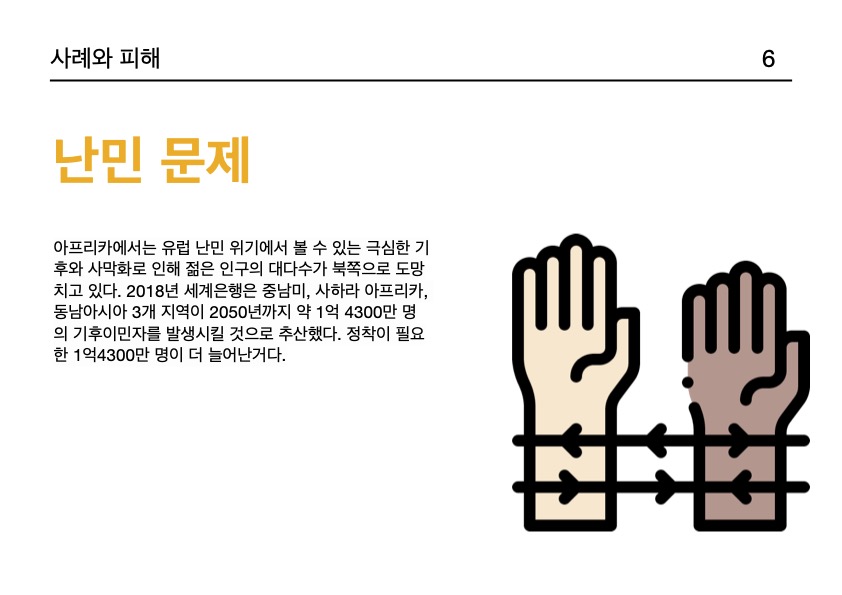 사례와 피해
6
난민 문제
아프리카에서는 유럽 난민 위기에서 볼 수 있는 극심한 기
후와 사막화로 인해 젊은 인구의 대다수가 북쪽으로 도망
치고 있다. 2018년 세계은행은 중남미, 사하라 아프리카,
동남아시아 3개 지역이 2050년까지 약 1억 4300만 명
의 기후이민자를 발생시킬 것으로 추산했다. 정착이 필요
한 1억4300만 명이 더 늘어난거다.